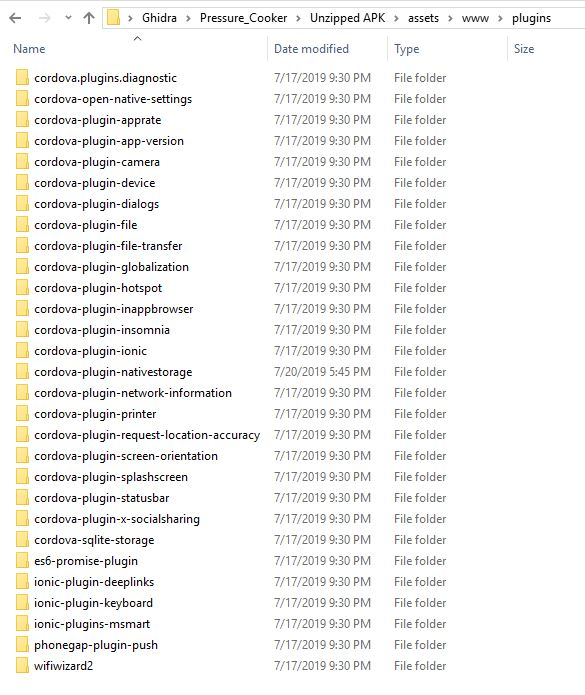 Ghidra > Pressure_Cooker > Unzipped APK > assets > www > plugins
Name Date modified Type Size
cordova.plugins.diagnostic 7/17/2019 9:30 PM File folder
cordova-open-native-settings 7/17/2019 9:30 PM File folder
cordova-plugin-apprate 7/17/2019 9:30 PM File folder
cordova-plugin-app-version 7/17/2019 9:30 PM File folder
cordova-plugin-camera 7/17/2019 9:30 PM File folder
cordova-plugin-device 7/17/2019 9:30 PM File folder
cordova-plugin-dialogs 7/17/2019 9:30 PM File folder
cordova-plugin-file 7/17/2019 9:30 PM File folder
cordova-plugin-file-transfer 7/17/2019 9:30 PM File folder
cordova-plugin-globalization 7/17/2019 9:30 PM File folder
cordova-plugin-hotspot 7/17/2019 9:30 PM File folder
cordova-plugin-inappbrowser 7/17/2019 9:30 PM File folder
cordova-plugin-insomnia 7/17/2019 9:30 PM File folder
cordova-plugin-ionic 7/17/2019 9:30 PM File folder
cordova-plugin-nativestorage 7/20/2019 5:45 PM File folder
cordova-plugin-network-information 7/17/2019 9:30 PM File folder
cordova-plugin-printer 7/17/2019 9:30 PM File folder
cordova-plugin-request-location-accuracy 7/17/2019 9:30 PM File folder
cordova-plugin-screen-orientation 7/17/2019 9:30 PM File folder
cordova-plugin-splashscreen 7/17/2019 9:30 PM File folder
cordova-plugin-statusbar 7/17/2019 9:30 PM File folder
cordova-plugin-x-socialsharing 7/17/2019 9:30 PM File folder
cordova-sqlite-storage 7/17/2019 9:30 PM File folder
es6-promise-plugin 7/17/2019 9:30 PM File folder
ionic-plugin-deeplinks 7/17/2019 9:30 PM File folder
ionic-plugin-keyboard 7/17/2019 9:30 PM File folder
ionic-plugins-msmart 7/17/2019 9:30 PM File folder
phonegap-plugin-push 7/17/2019 9:30 PM File folder
wifiwizard2 7/17/2019 9:30 PM File folder